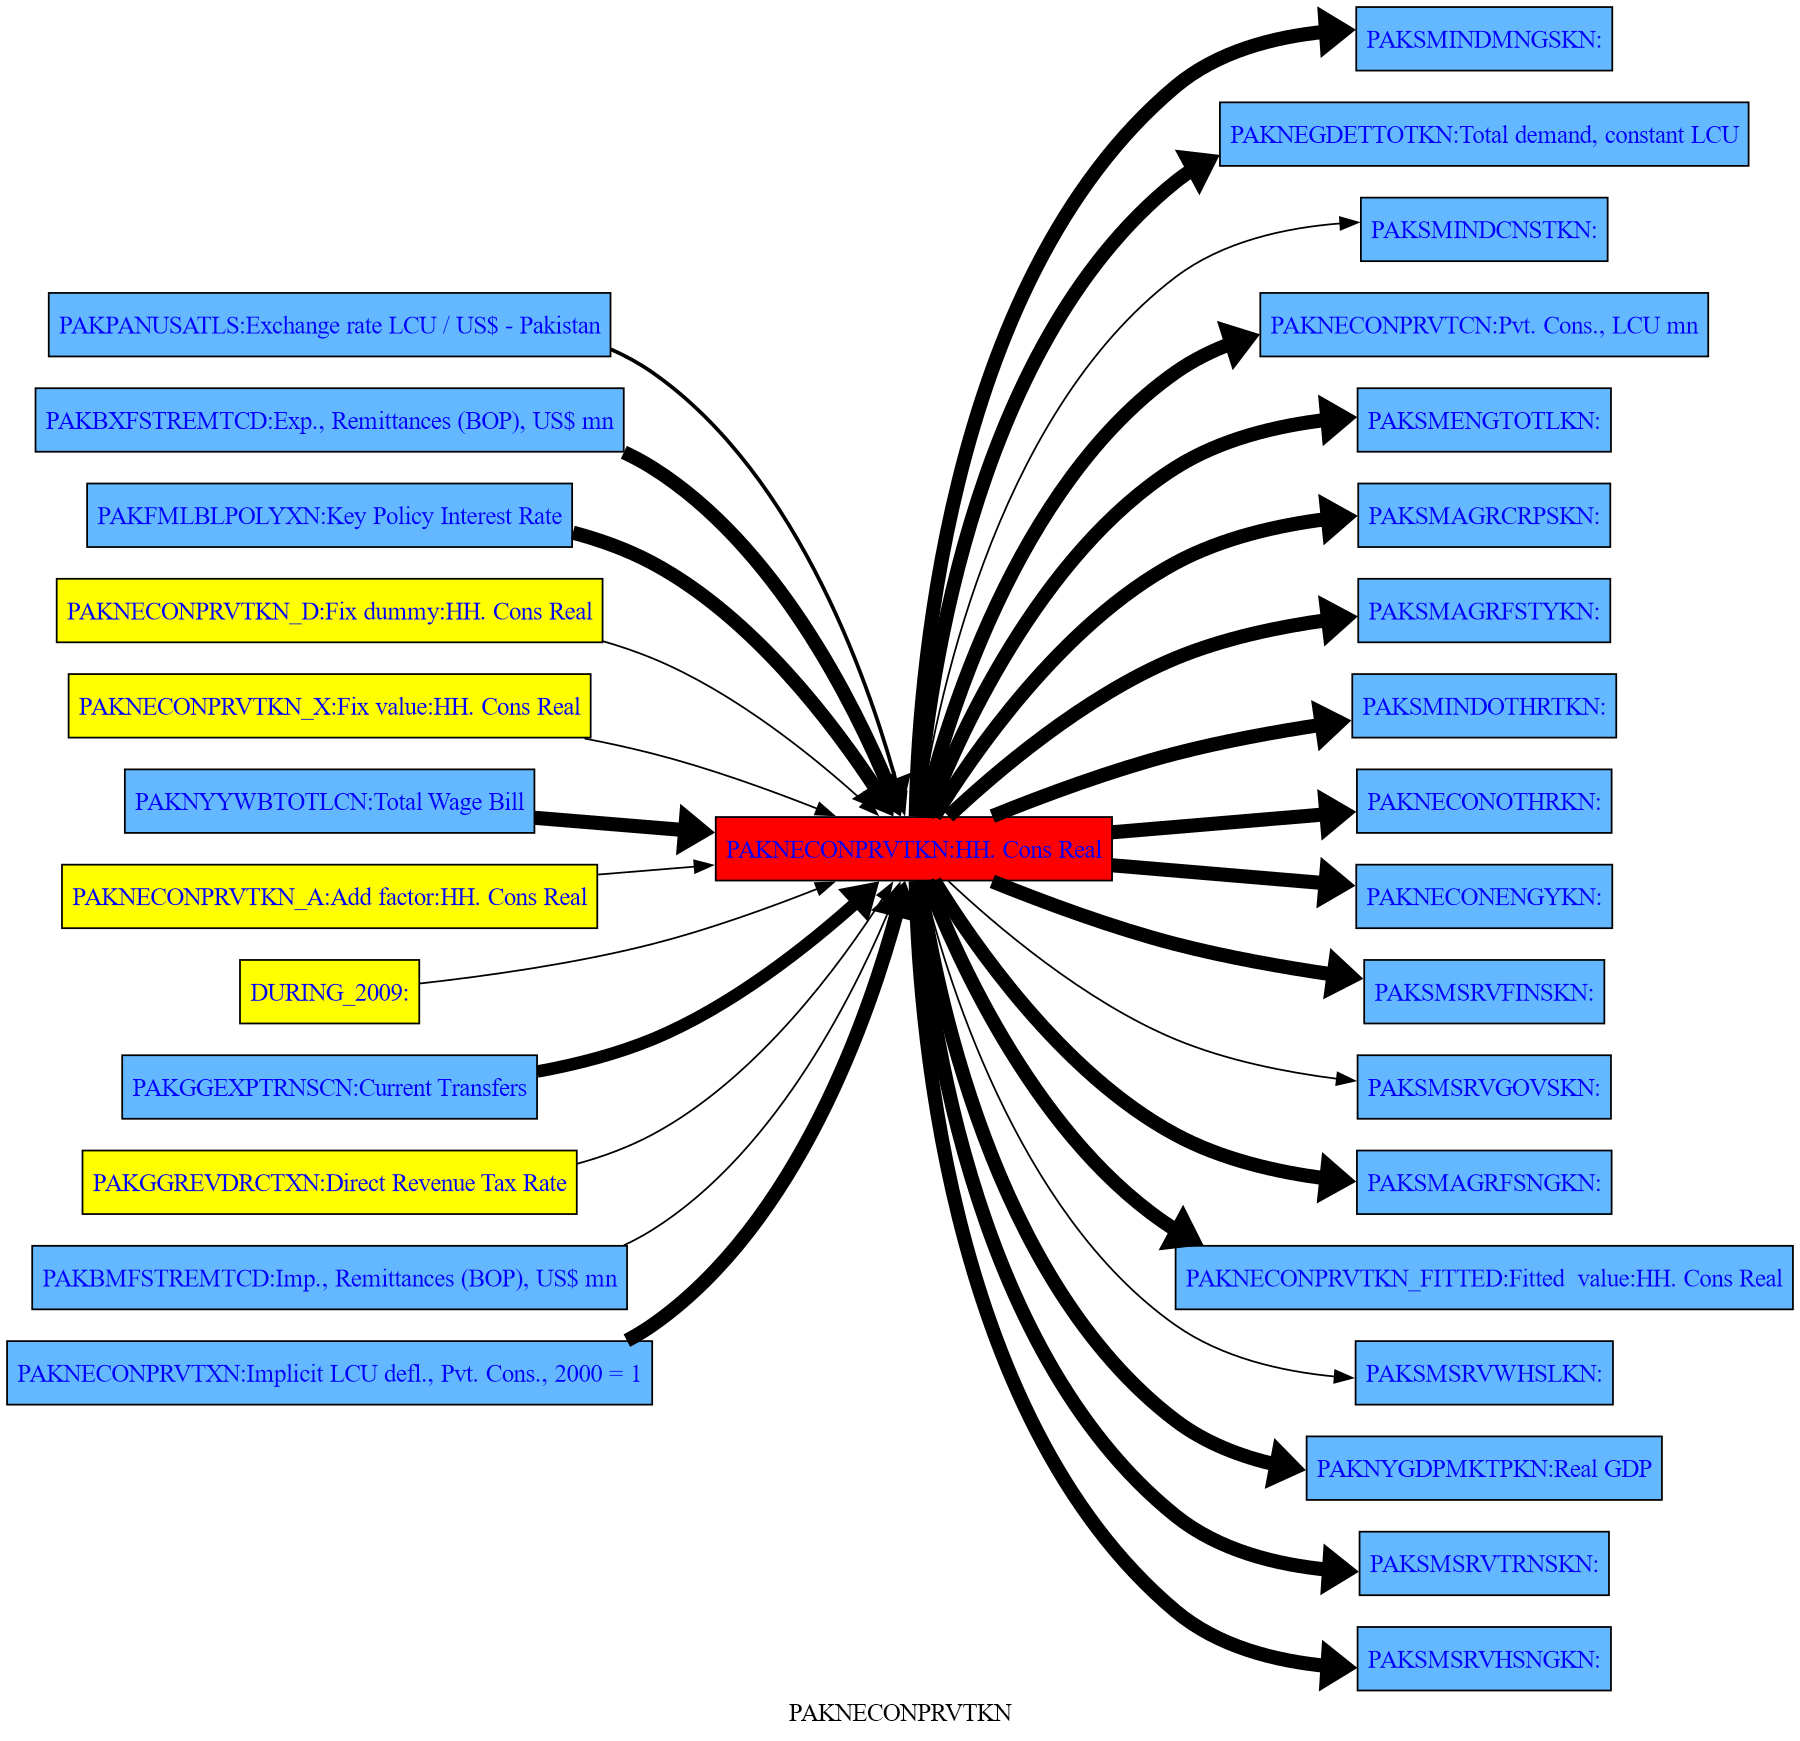 PAKPANUSATLS:Exchange rate LCU / US$ - Pakistan
PAKBXFSTREMTCD:Exp., Remittances (BOP), US$ mn
PAKFMLBLPOLYXN:Key Policy Interest Rate
PAKNECONPRVTKN_D:Fix dummy:HH. Cons Real
PAKNECONPRVTKN_X:Fix value:HH. Cons Real
PAKNYYWBTOTLCN:Total Wage Bill
PAKNECONPRVTKN_A:Add factor:HH. Cons Real
DURING_2009:
PAKGGEXPTRNSCN:Current Transfers
PAKGGREVDRCTXN:Direct Revenue Tax Rate
PAKBMFSTREMTCD:Imp., Remittances (BOP), US$ mn
PAKNECONPRVTXN:Implicit LCU defl., Pvt. Cons., 2000 = 1
PAKNECONPRVTKN:HH. Cons Real
PAKSMINDMNGSKN:
PAKNEGDETTOTKN:Total demand, constant LCU
PAKSMINDCNSTKN:
PAKNECONPRVTCN:Pvt. Cons., LCU mn
PAKSMENGTOTLKN:
PAKSMAGRCRPSKN:
PAKSMAGRFSTYKN:
PAKSMINDOTHRTKN:
PAKNECONOTHRKN:
PAKNECONENGYKN:
PAKSMSRVFINSKN:
PAKSMSRVGOVSKN:
PAKSMAGRFSNGKN:
PAKNECONPRVTKN_FITTED:Fitted  value:HH. Cons Real
PAKSMSRVWHSLKN:
PAKNYGDPMKTPKN:Real GDP
PAKSMSRVTRNSKN:
PAKSMSRVHSNGKN:
PAKNECONPRVTKN